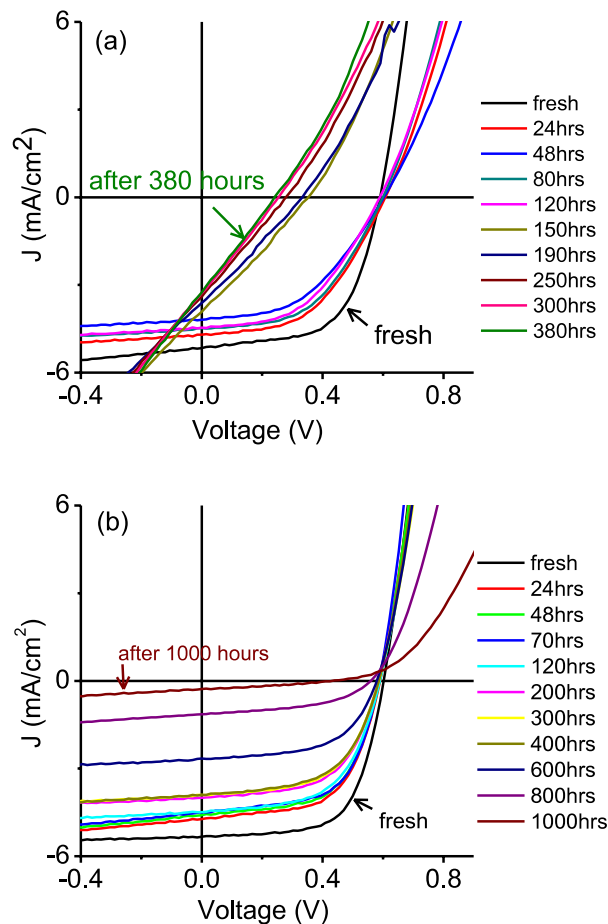 (a)
6
0
-6
J (mA/cm2)
after 380 hours
fresh
-0.4 0.0 0.4 0.8
Voltage (V)
fresh
24hrs
48hrs
80hrs
120hrs
150hrs
190hrs
250hrs
300hrs
380hrs
(b)
6
0
-6
J (mA/cm²)
after 1000 hours
fresh
-0.4 0.0 0.4 0.8
Voltage (V)
fresh
24hrs
48hrs
70hrs
120hrs
200hrs
300hrs
400hrs
600hrs
800hrs
1000hrs